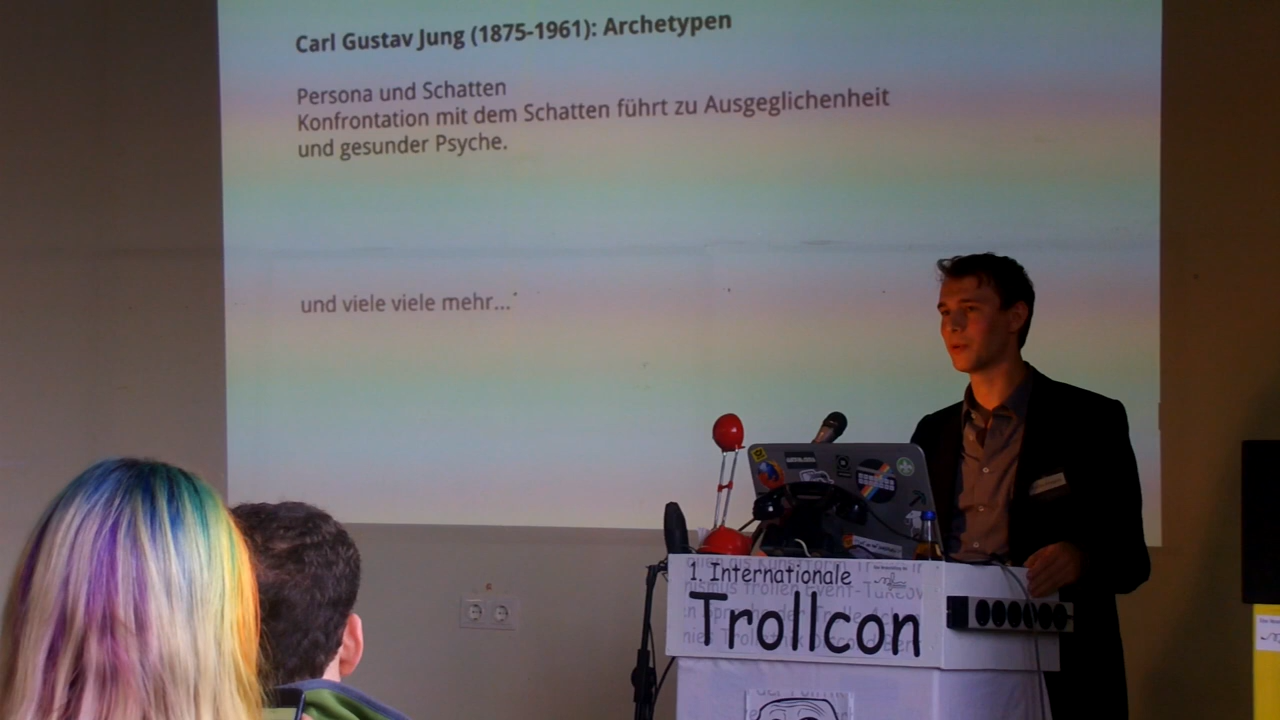 Carl Gustav Jung (1875-1961): Archetypen
Persona und Schatten
Konfrontation mit dem Schatten führt zu Ausgeglichenheit
und gesunder Psyche.
und viele viele mehr...
1. Internationale
Trollcon